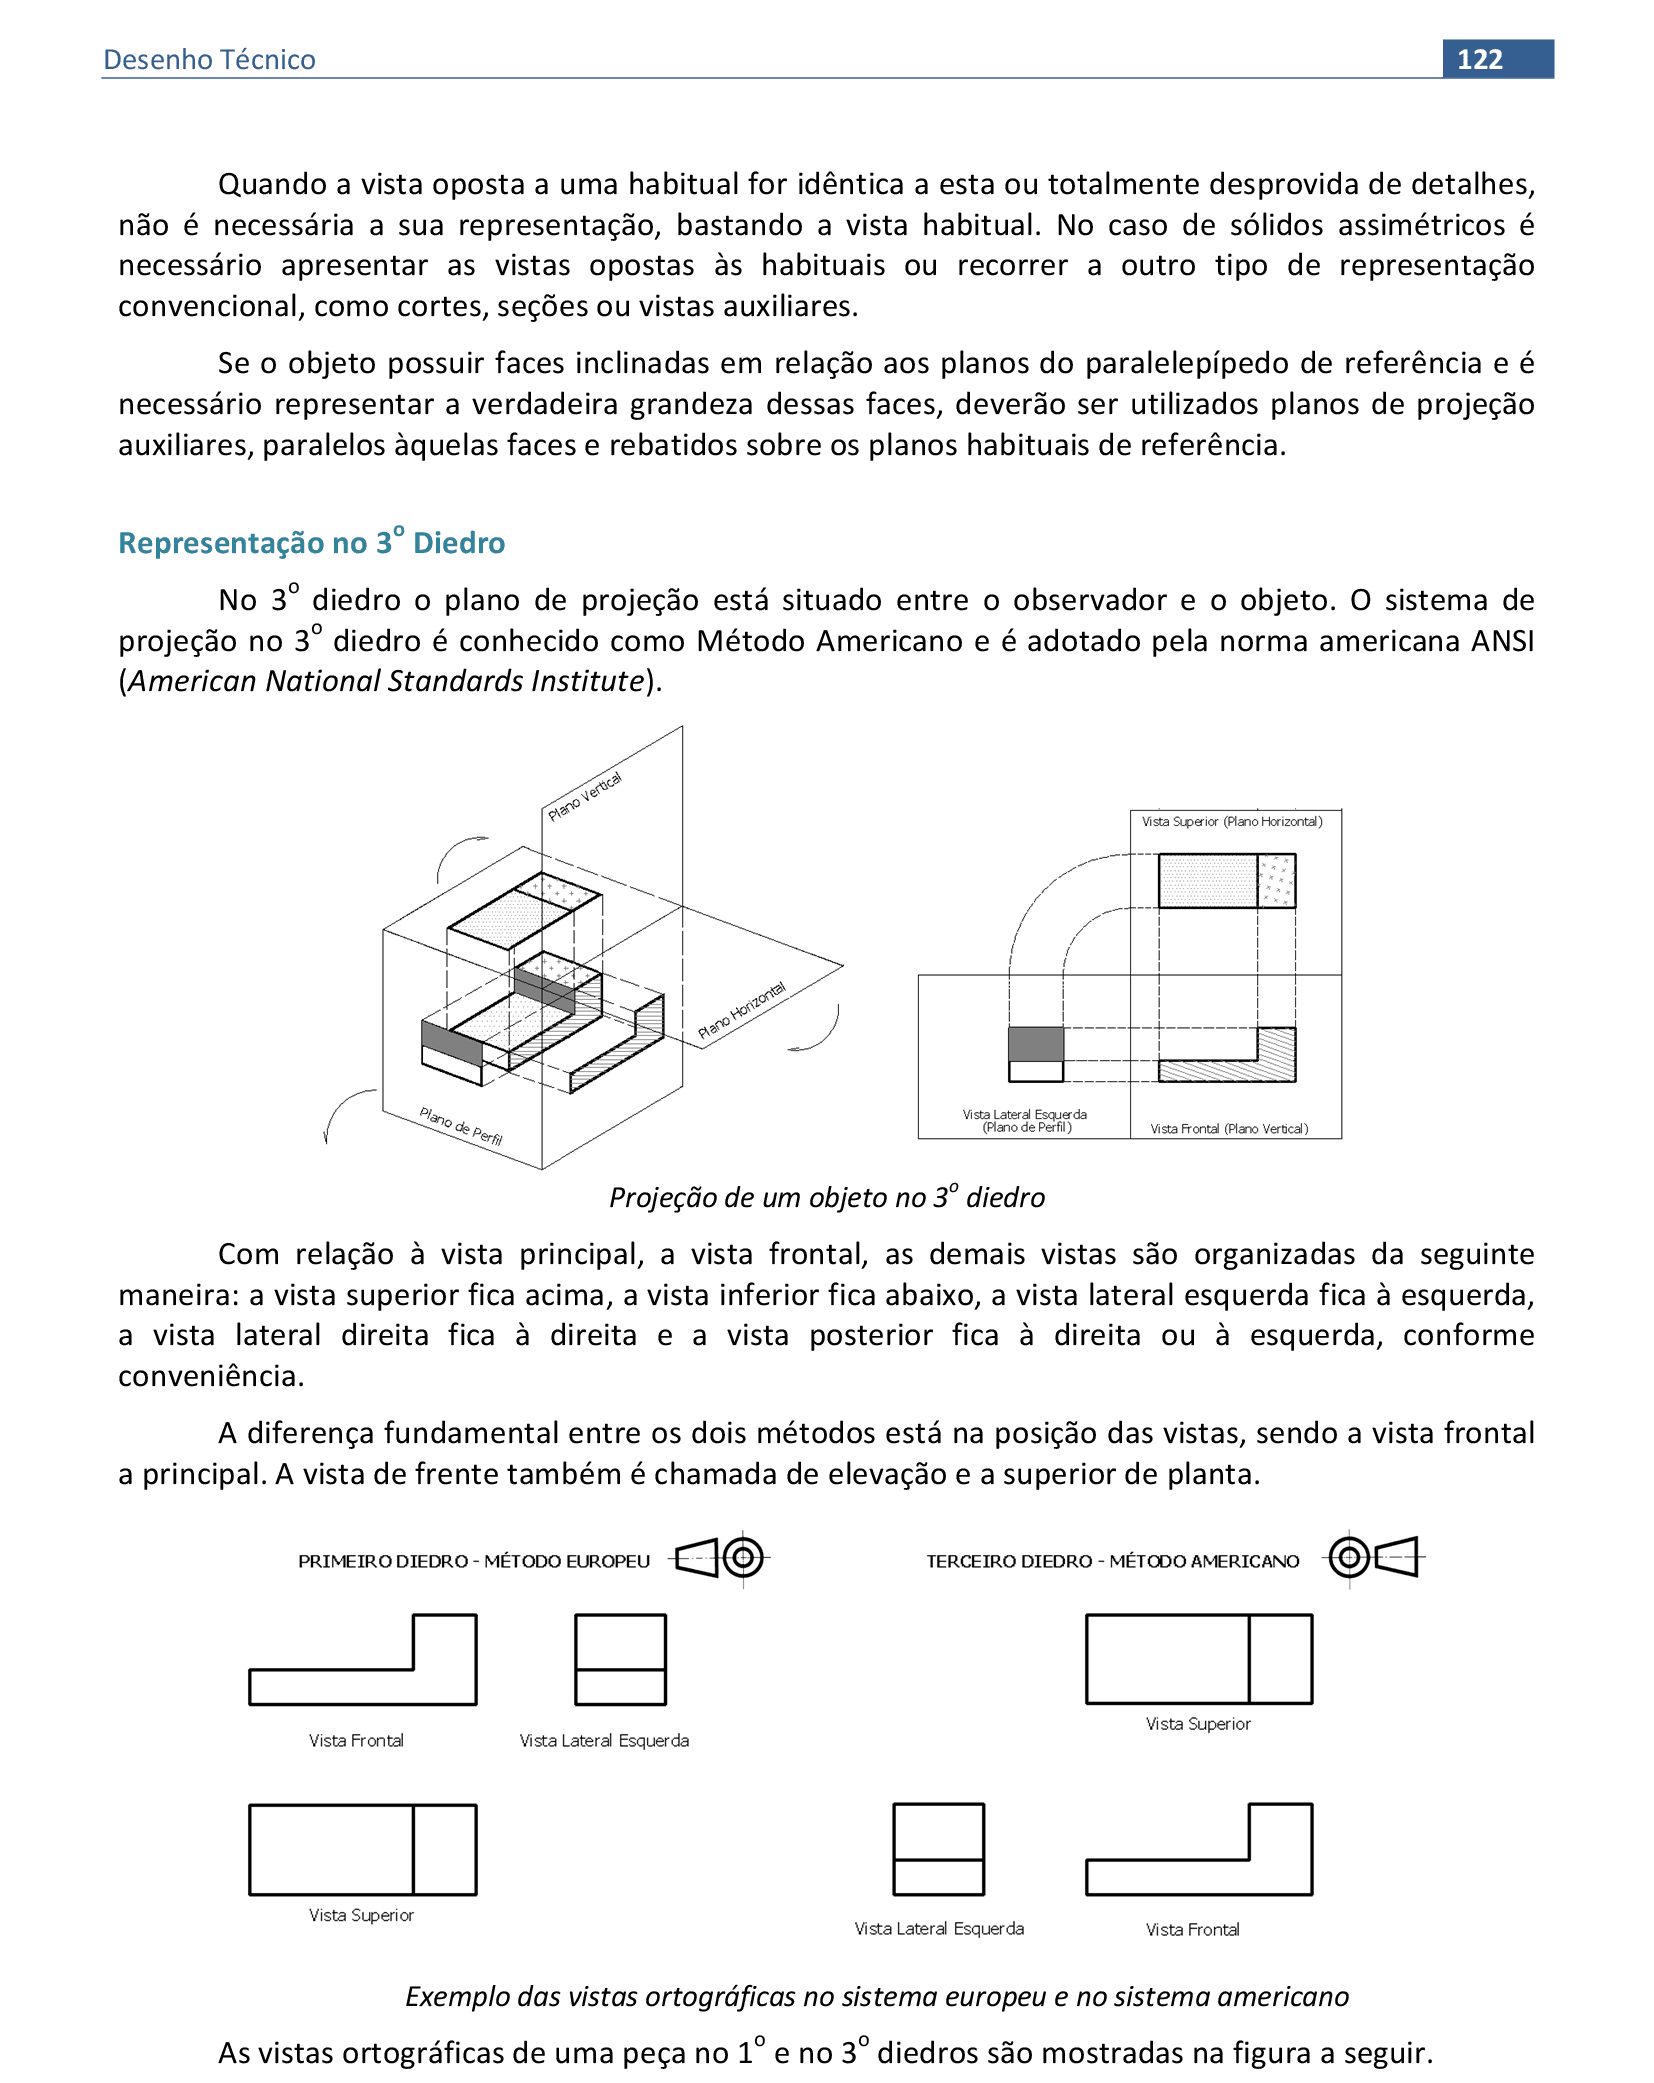 Desenho Técnico 122
Quando a vista oposta a uma habitual for idêntica a esta ou totalmente desprovida de detalhes,
não é necessária a sua representação, bastando a vista habitual. No caso de sólidos assimétricos é
necessário apresentar as vistas opostas às habituais ou recorrer a outro tipo de representação
convencional, como cortes, seções ou vistas auxiliares.
Se o objeto possuir faces inclinadas em relação aos planos do paralelepípedo de referência e é
necessário representar a verdadeira grandeza dessas faces, deverão ser utilizados planos de projeção
auxiliares, paralelos àquelas faces e rebatidos sobre os planos habituais de referência.
Representação no 3º Diedro
No 3º diedro o plano de projeção está situado entre o observador e o objeto. O sistema de
projeção no 3º diedro é conhecido como Método Americano e é adotado pela norma americana ANSI
(American National Standards Institute).
Plano Vertical
Plano Horizontal
Plano de Perfil
Vista Superior (Plano Horizontal)
Vista Lateral Esquerda
(Plano de Perfil)
Vista Frontal (Plano Vertical)
Projeção de um objeto no 3º diedro
Com relação à vista principal, a vista frontal, as demais vistas são organizadas da seguinte
maneira: a vista superior fica acima, a vista inferior fica abaixo, a vista lateral esquerda fica à esquerda,
a vista lateral direita fica à direita e a vista posterior fica à direita ou à esquerda, conforme
conveniência.
A diferença fundamental entre os dois métodos está na posição das vistas, sendo a vista frontal
a principal. A vista de frente também é chamada de elevação e a superior de planta.
PRIMEIRO DIEDRO - MÉTODO EUROPEU
Vista Frontal
Vista Lateral Esquerda
Vista Superior
TERCEIRO DIEDRO - MÉTODO AMERICANO
Vista Superior
Vista Lateral Esquerda
Vista Frontal
Exemplo das vistas ortográficas no sistema europeu e no sistema americano
As vistas ortográficas de uma peça no 1º e no 3º diedros são mostradas na figura a seguir.